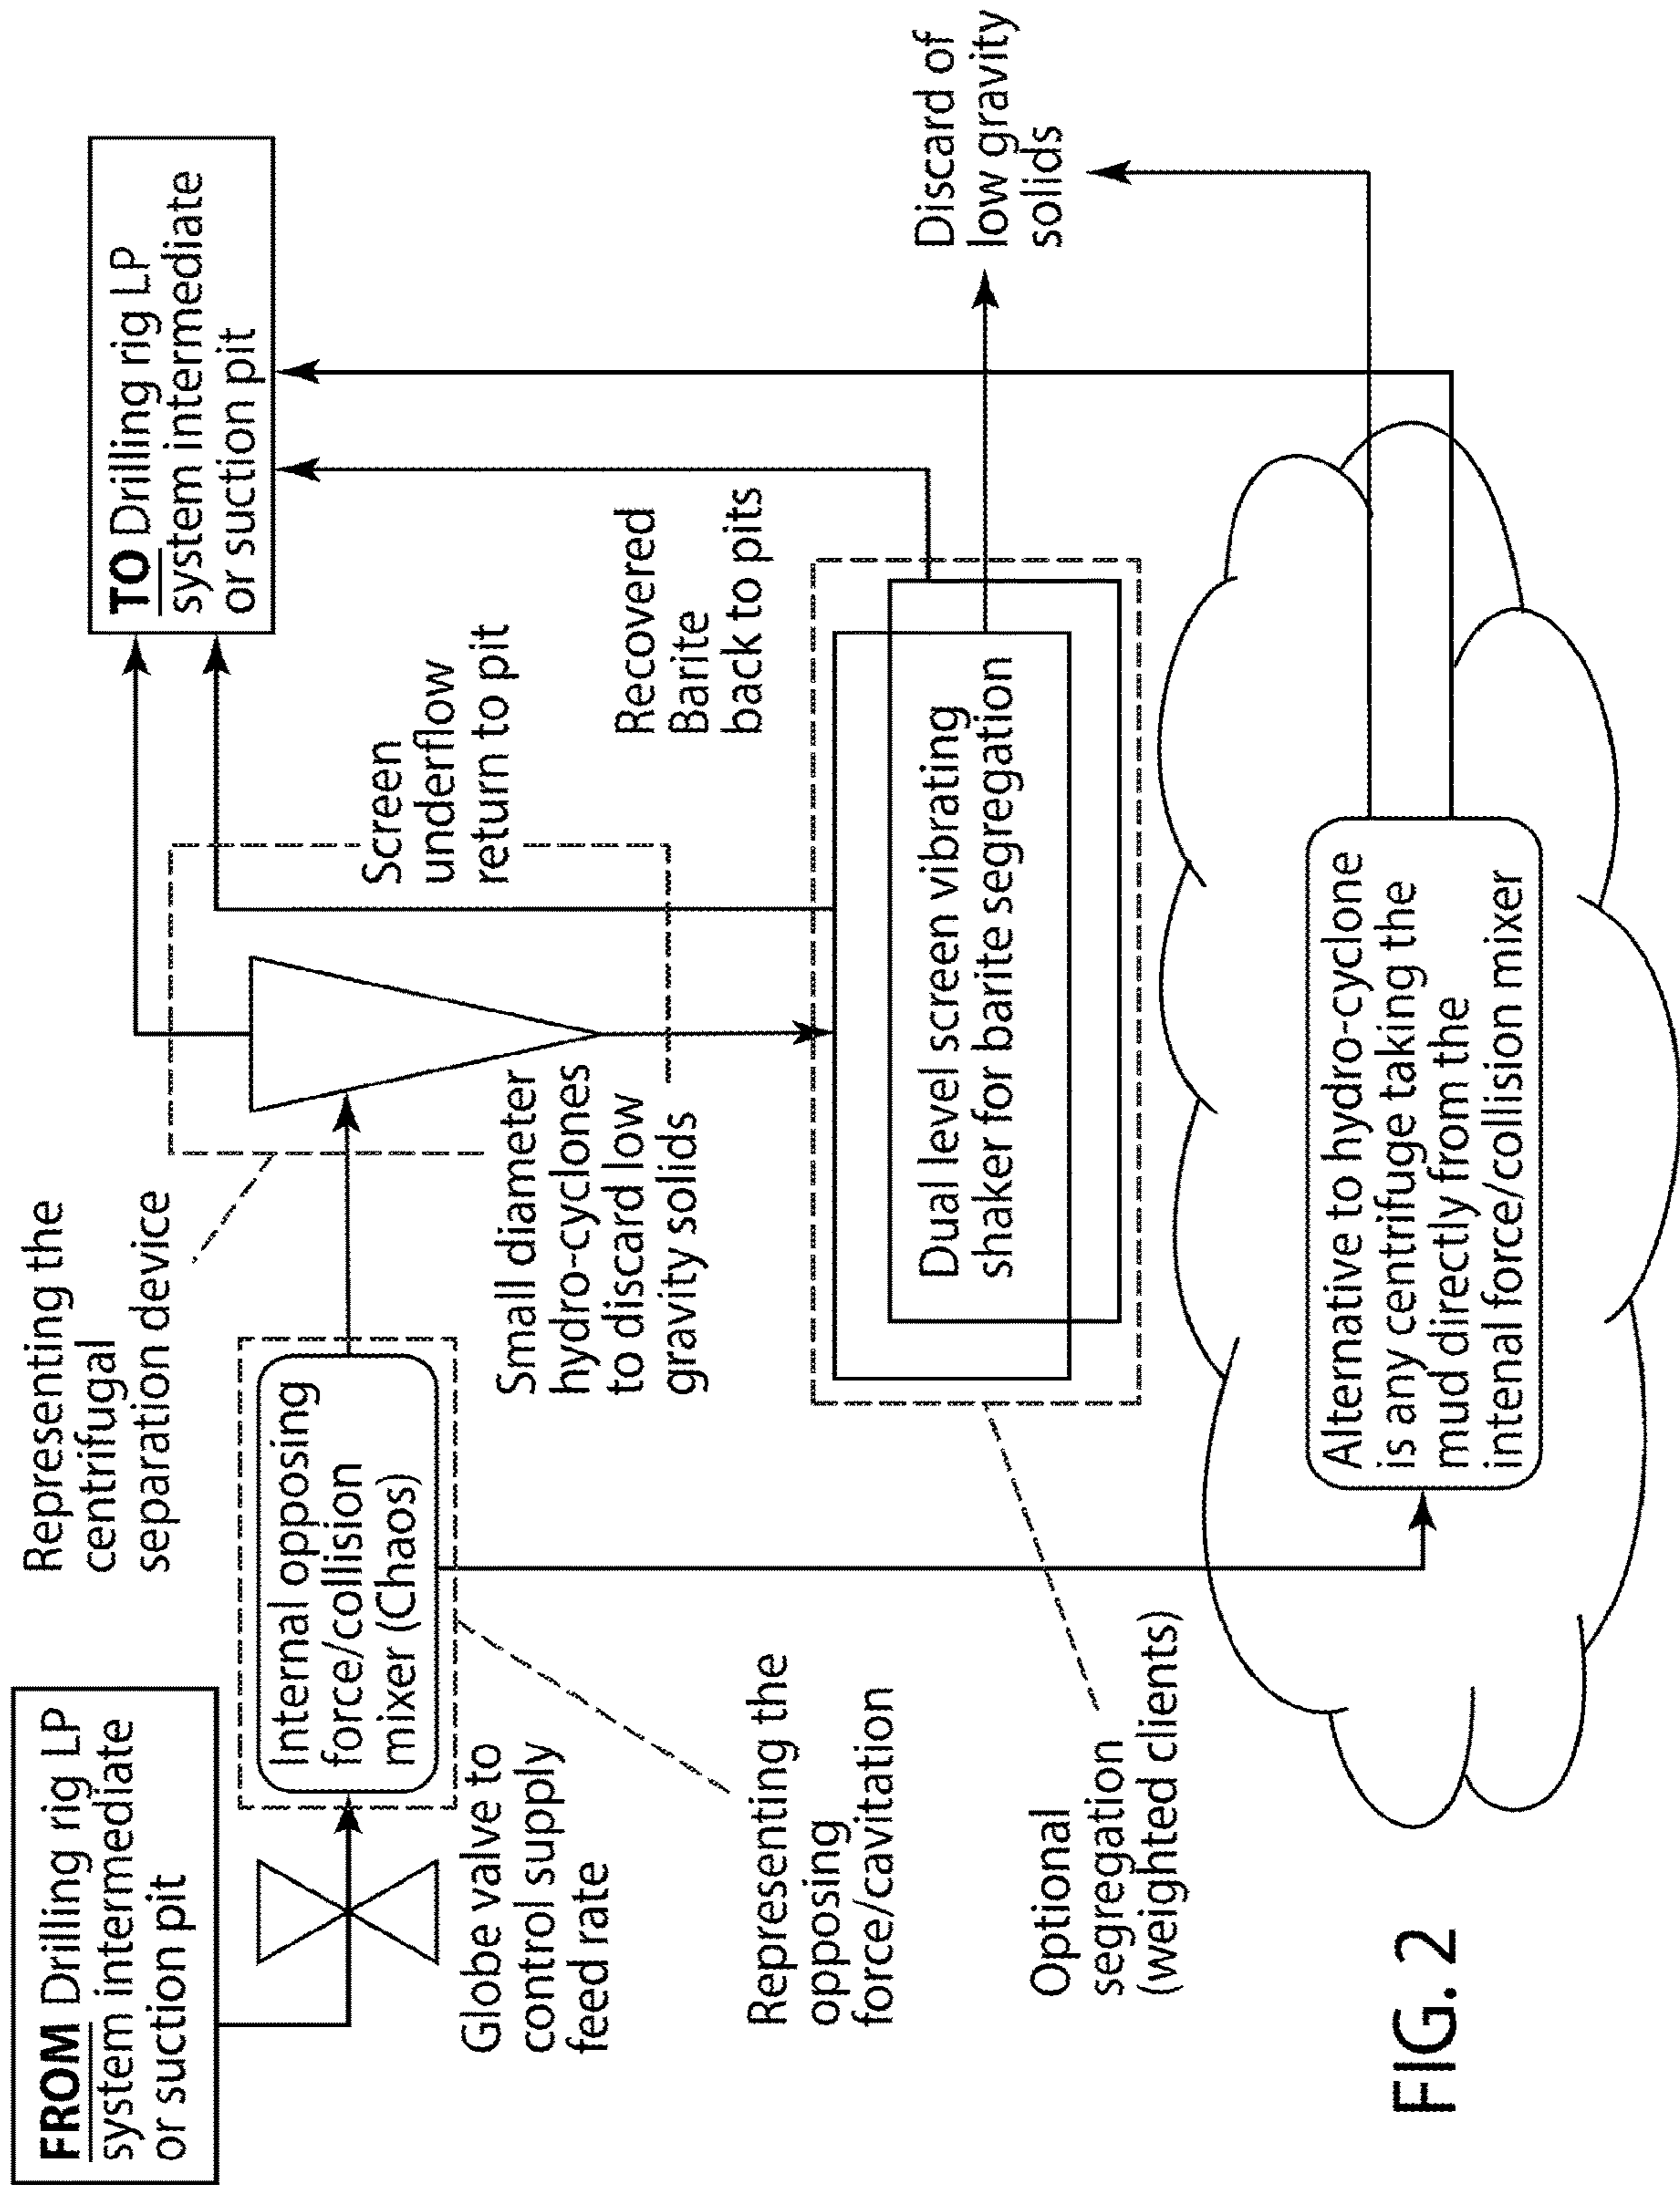 FROM Drilling rig LP
system intermediate
or suction pit
Globe valve to
control supply
feed rate
Internal opposing
force/collision
mixer (Chaos)
Representing the
opposing
force/cavitation
Representing the
centrifugal
separation device
Small diameter
hydro-cyclones
to discard low
gravity solids
Screen
underflow
return to pit
TO Drilling rig LP
system intermediate
or suction pit
Recovered
Barite
back to pits
Dual level screen vibrating
shaker for barite segregation
Optional
segregation
(weighted clients)
Discard of
low gravity
solids
Alternative to hydro-cyclone
is any centrifuge taking the
mud directly from the
intenal force/collision mixer
FIG. 2